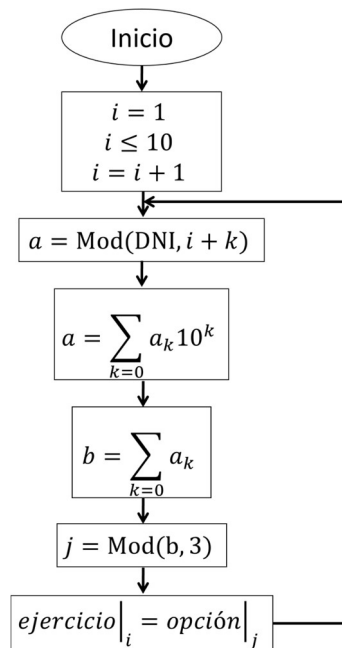 Inicio
i = 1
i ≤ 10
i = i + 1
a = Mod(DNI, i + k)
a = ∑ a_k 10^k
k=0
b = ∑ a_k
k=0
j = Mod(b, 3)
ejercicio|_i = opción|_j